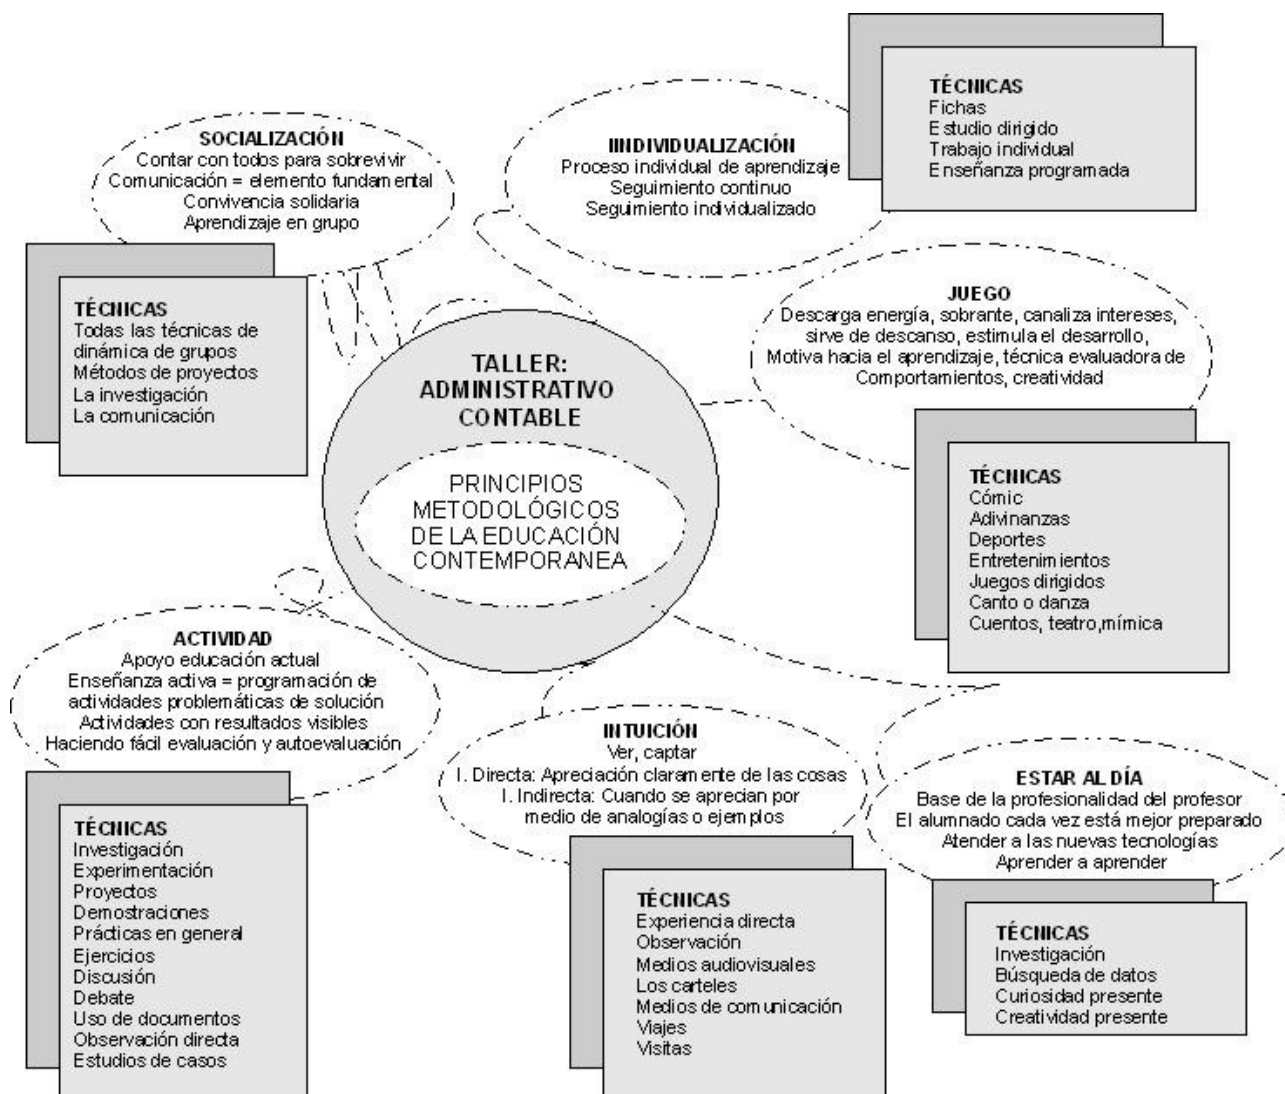 SOCIALIZACIÓN
Contar con todos para sobrevivir
Comunicación = elemento fundamental
Convivencia solidaria
Aprendizaje en grupo
TÉCNICAS
Todas las técnicas de
dinámica de grupos
Métodos de proyectos
La investigación
La comunicación
IINDIVIDUALIZACIÓN
Proceso individual de aprendizaje
Seguimiento continuo
Seguimiento individualizado
TÉCNICAS
Fichas
Estudio dirigido
Trabajo individual
Enseñanza programada
JUEGO
Descarga energía, sobrante, canaliza intereses,
sirve de descanso, estimula el desarrollo,
Motiva hacia el aprendizaje, técnica evaluadora de
Comportamientos, creatividad
TÉCNICAS
Cómic
Adivinanzas
Deportes
Entretenimientos
Juegos dirigidos
Canto o danza
Cuentos, teatro,mímica
TALLER:
ADMINISTRATIVO
CONTABLE
PRINCIPIOS
METODOLÓGICOS
DE LA EDUCACIÓN
CONTEMPORANEA
ACTIVIDAD
Apoyo educación actual
Enseñanza activa = programación de
actividades problemáticas de solución
Actividades con resultados visibles
Haciendo fácil evaluación y autoevaluación
TÉCNICAS
Investigación
Experimentación
Proyectos
Demostraciones
Prácticas en general
Ejercicios
Discusión
Debate
Uso de documentos
Observación directa
Estudios de casos
INTUICIÓN
Ver, captar
I. Directa: Apreciación claramente de las cosas
I. Indirecta: Cuando se aprecian por
medio de analogías o ejemplos
TÉCNICAS
Experiencia directa
Observación
Medios audiovisuales
Los carteles
Medios de comunicación
Viajes
Visitas
ESTAR AL DÍA
Base de la profesionalidad del profesor
El alumnado cada vez está mejor preparado
Atender a las nuevas tecnologías
Aprender a aprender
TÉCNICAS
Investigación
Búsqueda de datos
Curiosidad presente
Creatividad presente